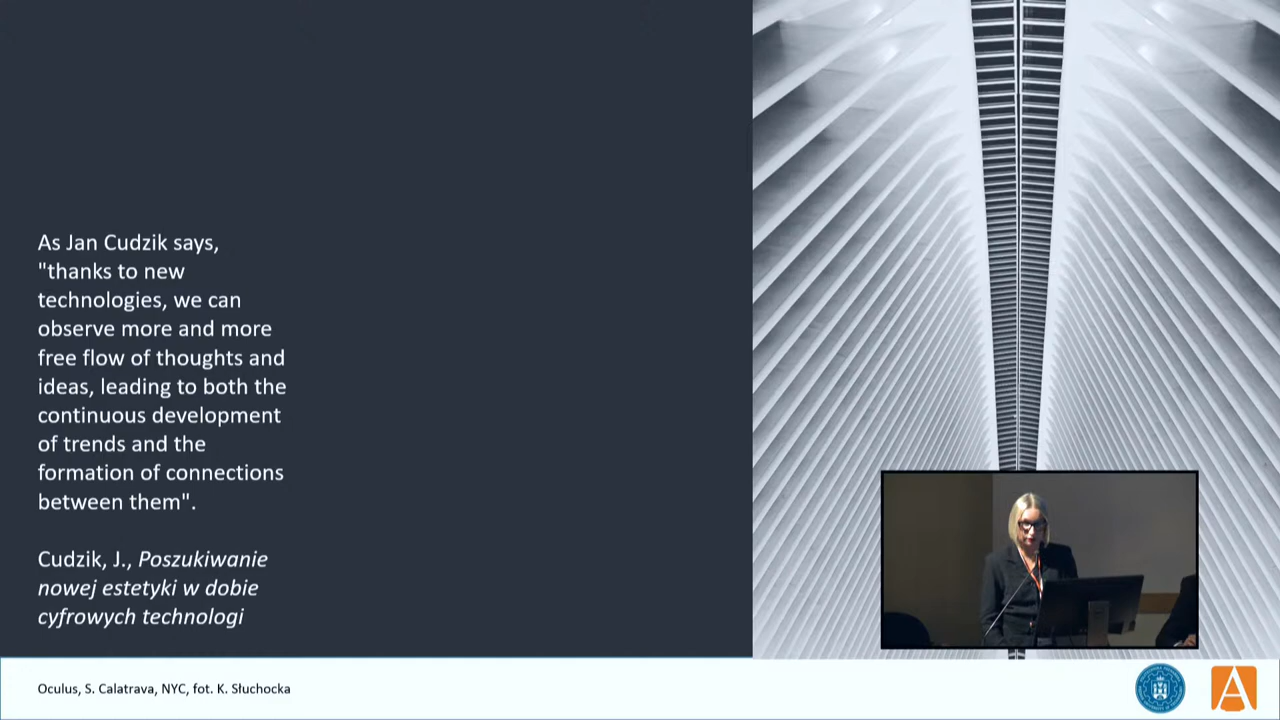 As Jan Cudzik says,
"thanks to new
technologies, we can
observe more and more
free flow of thoughts and
ideas, leading to both the
continuous development
of trends and the
formation of connections
between them".
Cudzik, J., Poszukiwanie
nowej estetyki w dobie
cyfrowych technologi
Oculus, S. Calatrava, NYC, fot. K. Słuchocka